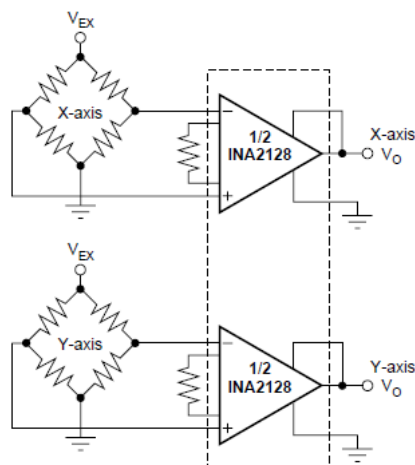 VEX
X-axis
−
1/2
INA2128
+
X-axis
VO
VEX
Y-axis
−
1/2
INA2128
+
Y-axis
VO